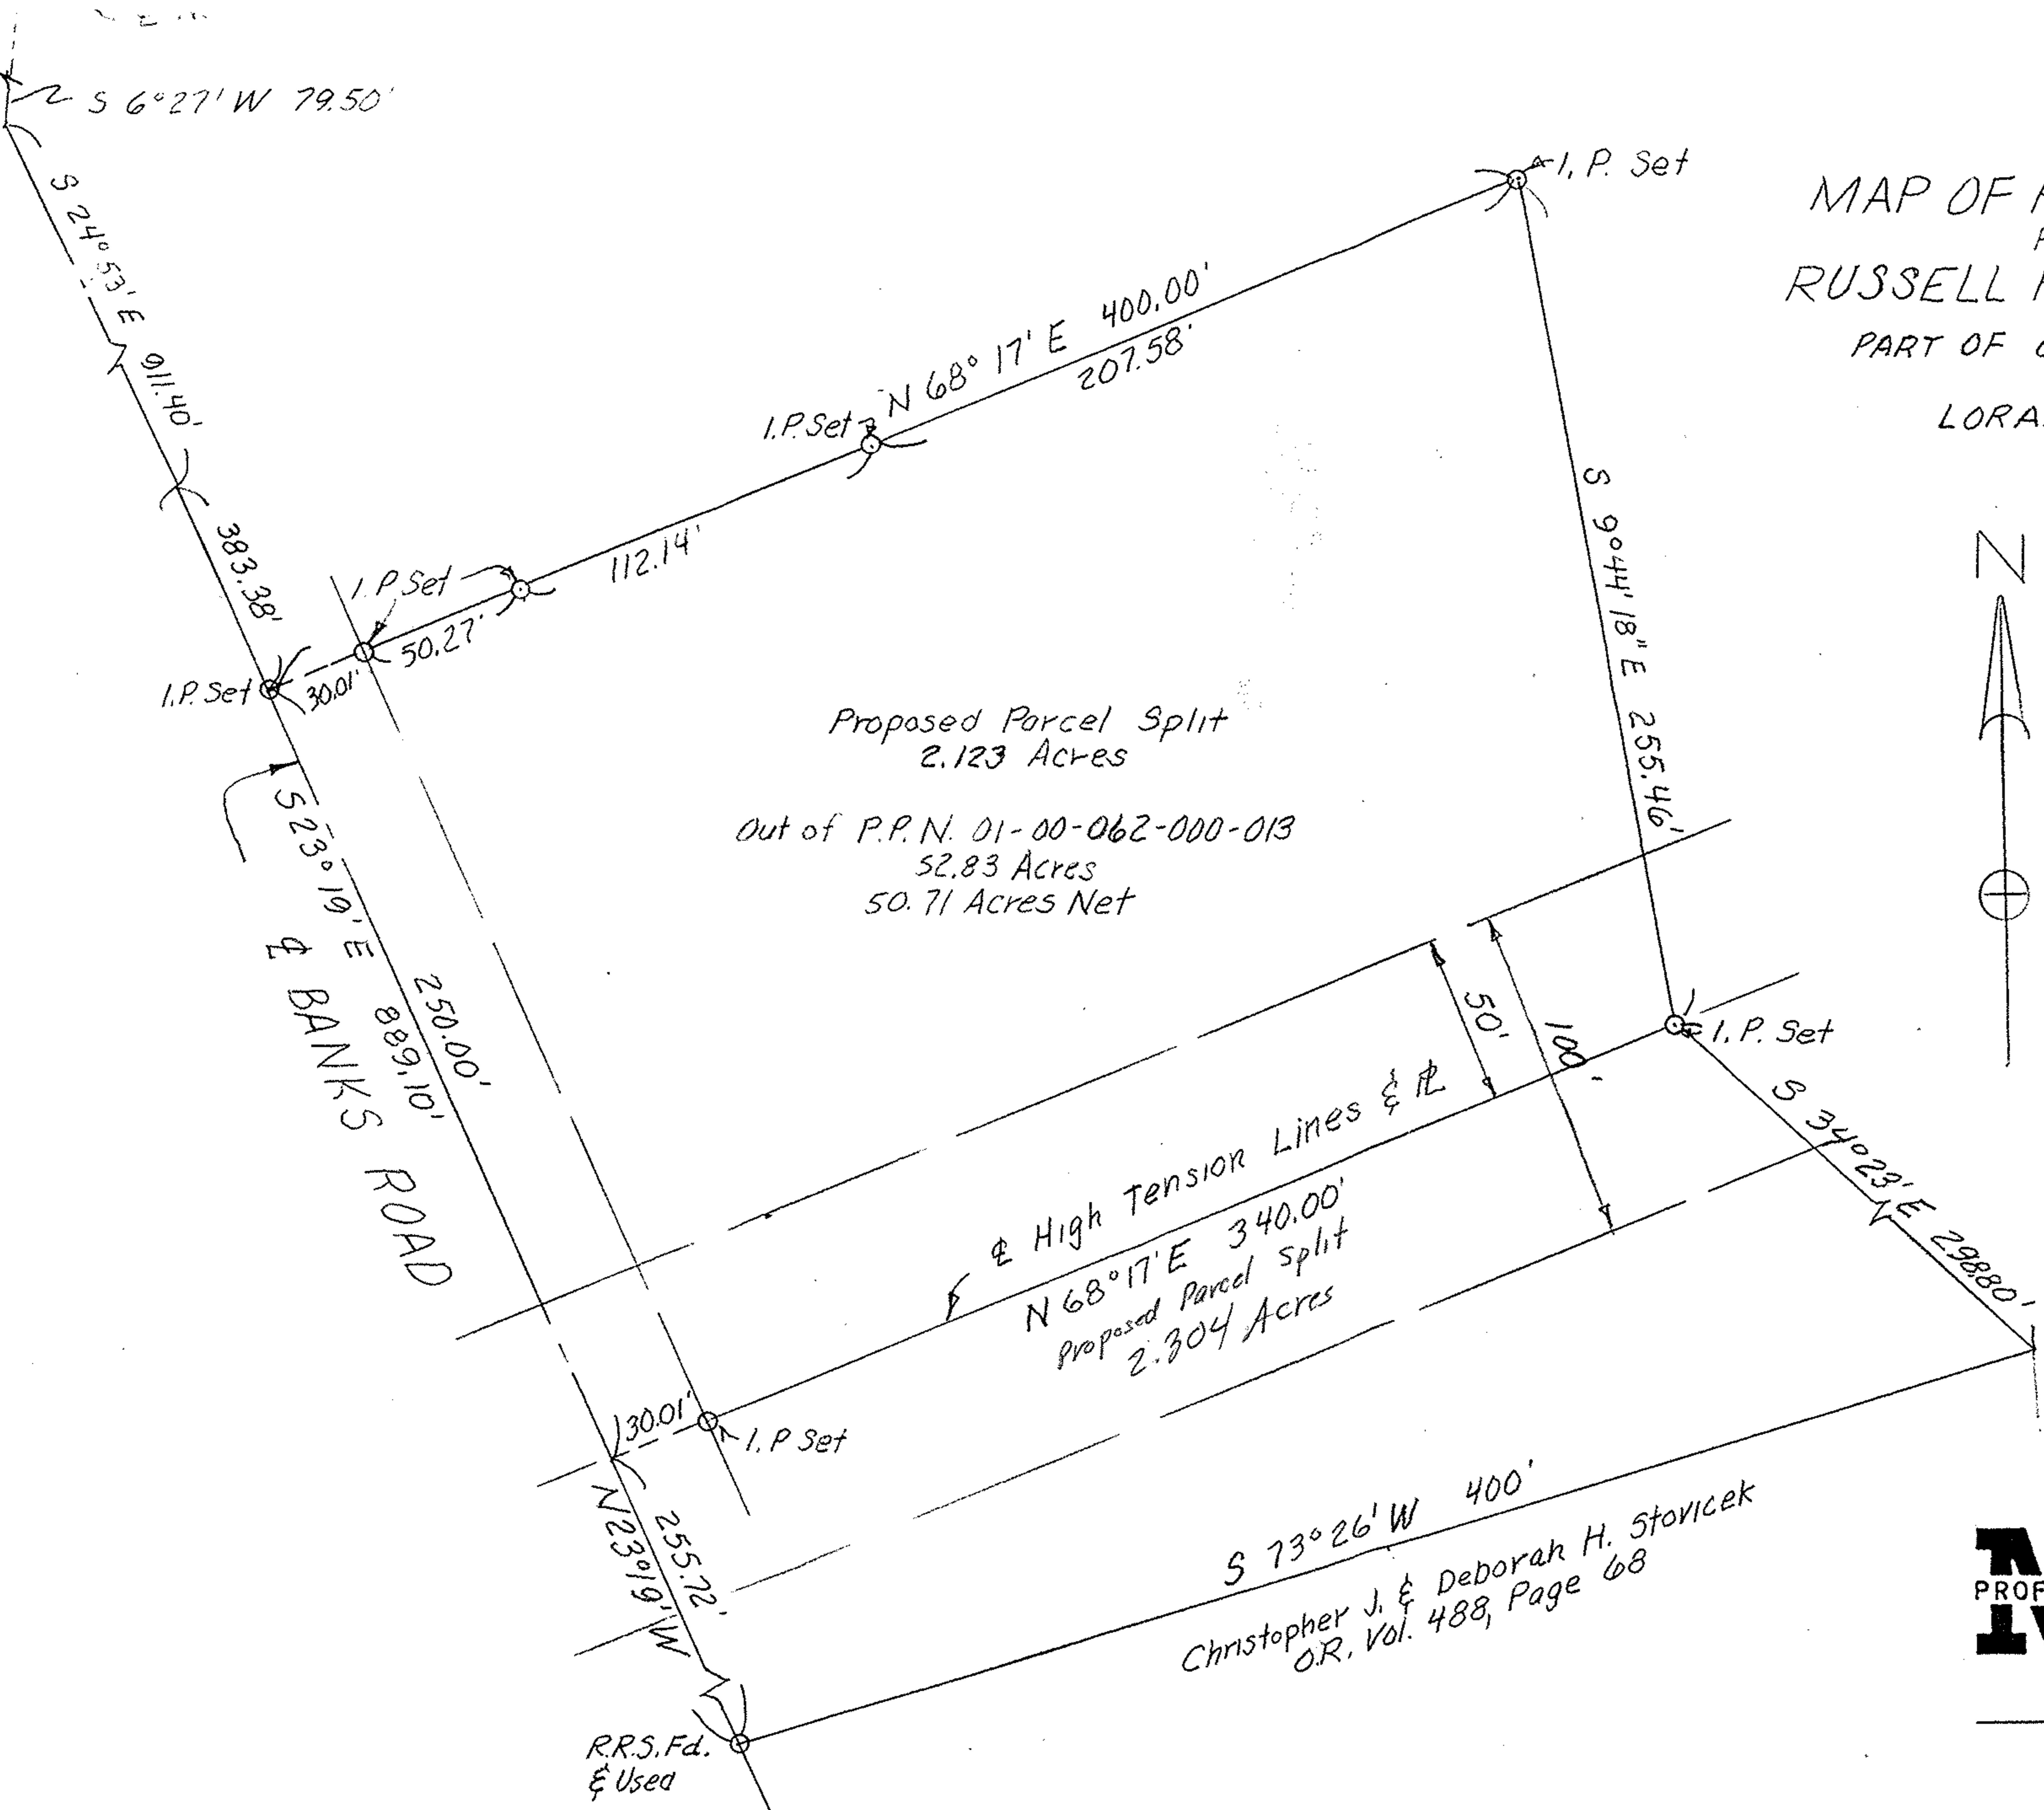 S 6°27' W 79.50'
S 24°53' E 911.40'
383.38'
I.P. Set
MAP OF
RUSSELL
PART OF
LORA
N 68° 17' E 400.00'
207.58'
I.P. Set
112.14'
I.P Set
50.27'
30.01'
I.P. Set
S 9°44'18" E 255.46'
N
Proposed Parcel Split
2.123 Acres
Out of P.P.N. 01-00-062-000-013
52.83 Acres
50.71 Acres Net
S 23° 19' E 889.10'
250.00'
℄ BANKS ROAD
50'
100'
I.P. Set
S 34°23' E 298.80'
℄ High Tension Lines & ⅊
N 68°17' E 340.00'
Proposed Parcel Split
2.304 Acres
30.01'
I.P Set
N 23°19' W
255.72'
S 73°26' W 400'
Christopher J. & Deborah H. Stovicek
O.R. Vol. 488, Page 68
PROF
R.R.S. Fd.
& Used